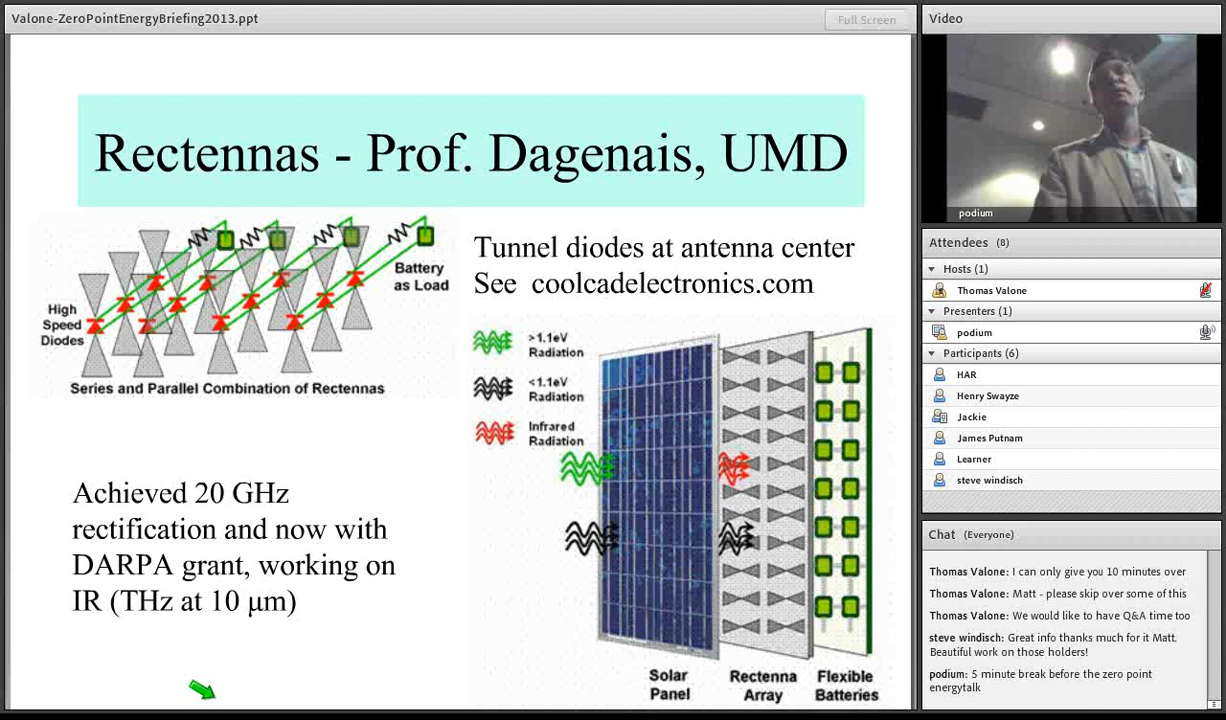 Valone-ZeroPointEnergyBriefing2013.ppt
Full Screen
Rectennas - Prof. Dagenais, UMD
High
Speed
Diodes
Battery
as Load
Series and Parallel Combination of Rectennas
Tunnel diodes at antenna center
See coolcadelectronics.com
>1.1eV
Radiation
<1.1eV
Radiation
Infrared
Radiation
Achieved 20 GHz
rectification and now with
DARPA grant, working on
IR (THz at 10 μm)
Solar
Panel
Rectenna
Array
Flexible
Batteries
Video
podium
Attendees (8)
Hosts (1)
Thomas Valone
Presenters (1)
podium
Participants (6)
HAR
Henry Swayze
Jackie
James Putnam
Learner
steve windisch
Chat (Everyone)
Thomas Valone: I can only give you 10 minutes over
Thomas Valone: Matt - please skip over some of this
Thomas Valone: We would like to have Q&A time too
steve windisch: Great info thanks much for it Matt.
Beautiful work on those holders!
podium: 5 minute break before the zero point
energytalk